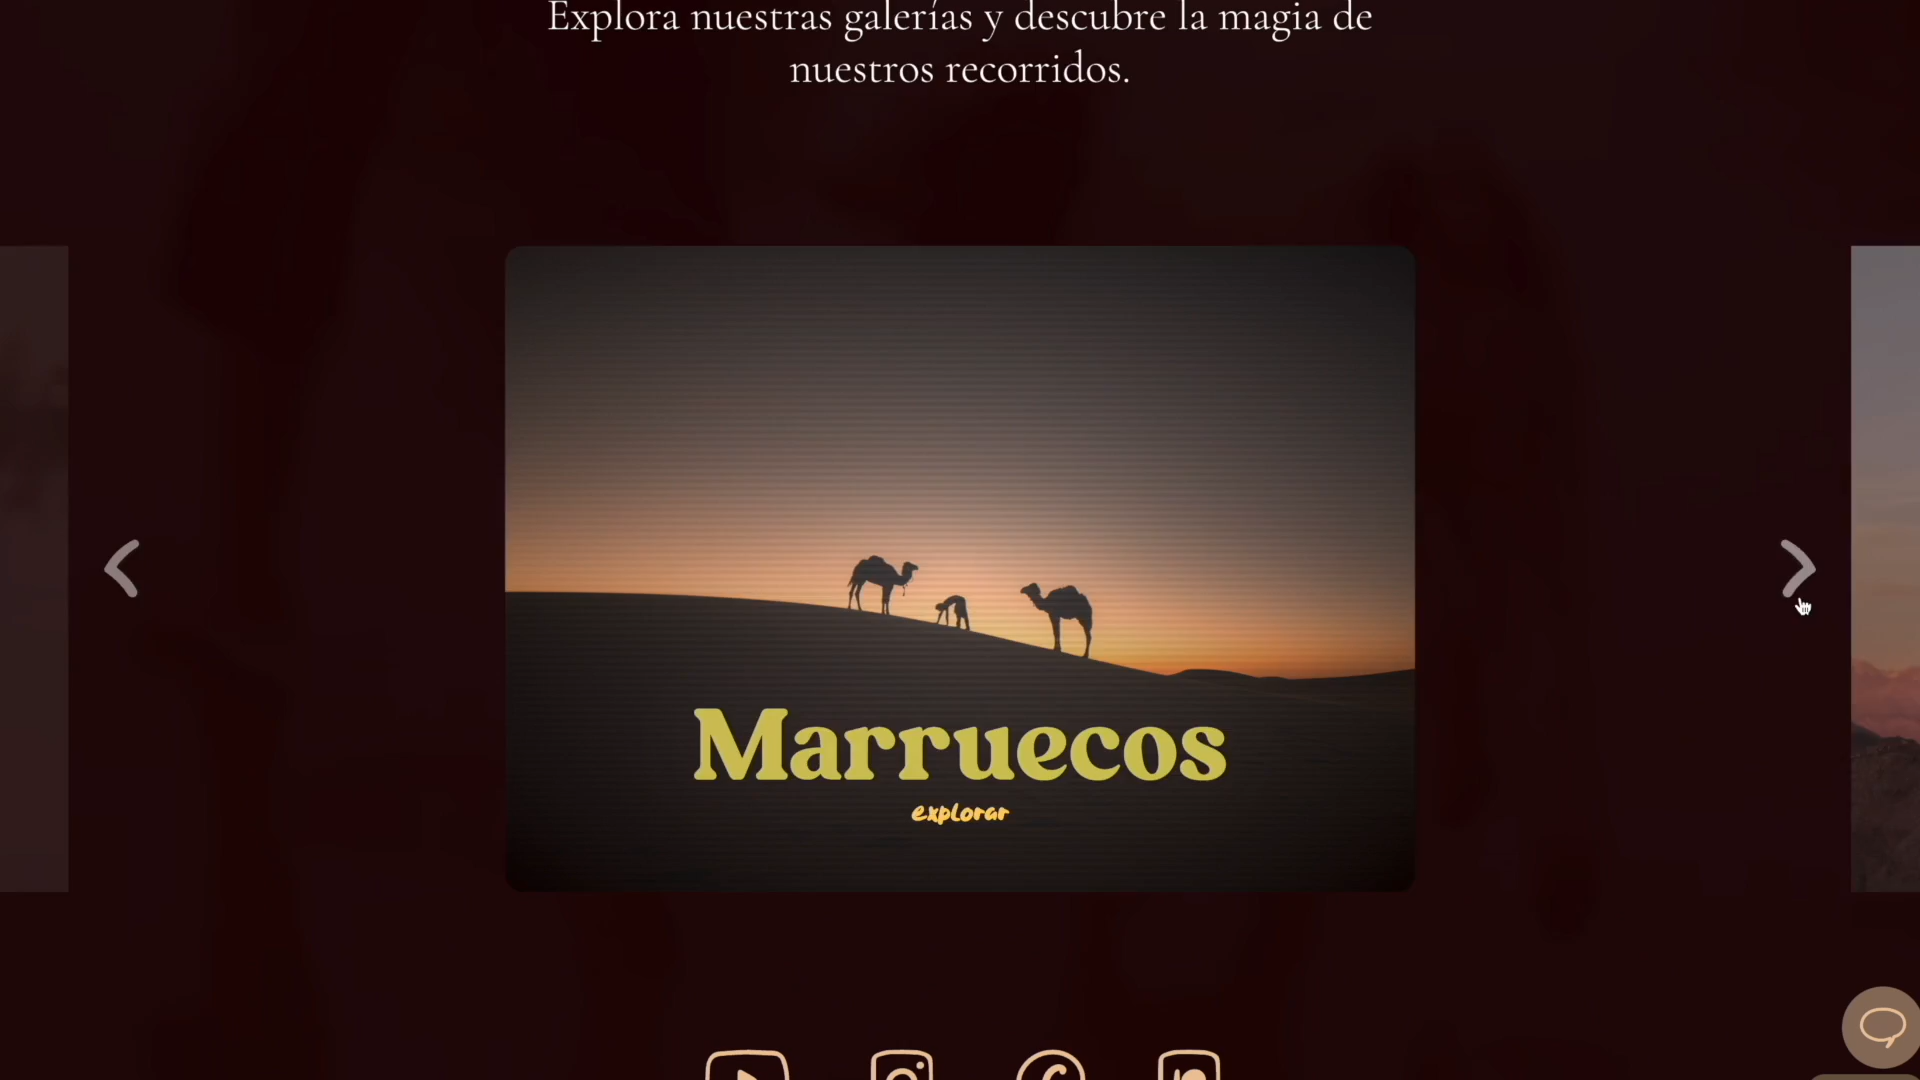 Explora nuestras galerías y descubre la magia de
nuestros recorridos.
Marruecos
explorar